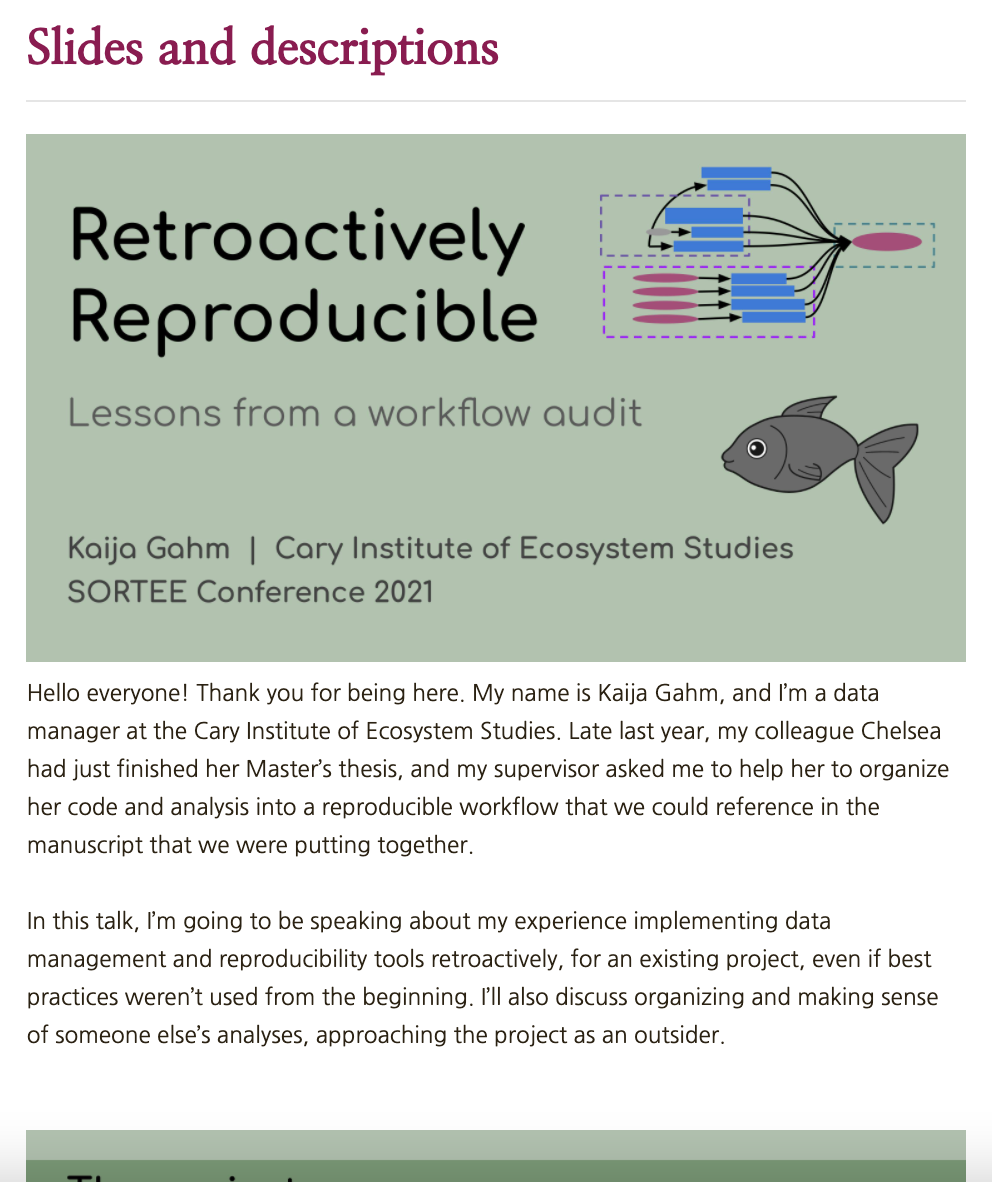 Slides and descriptions
Retroactively
Reproducible
Lessons from a workflow audit
Kaija Gahm | Cary Institute of Ecosystem Studies
SORTEE Conference 2021
Hello everyone! Thank you for being here. My name is Kaija Gahm, and I’m a data
manager at the Cary Institute of Ecosystem Studies. Late last year, my colleague Chelsea
had just finished her Master’s thesis, and my supervisor asked me to help her to organize
her code and analysis into a reproducible workflow that we could reference in the
manuscript that we were putting together.
In this talk, I’m going to be speaking about my experience implementing data
management and reproducibility tools retroactively, for an existing project, even if best
practices weren’t used from the beginning. I’ll also discuss organizing and making sense
of someone else’s analyses, approaching the project as an outsider.